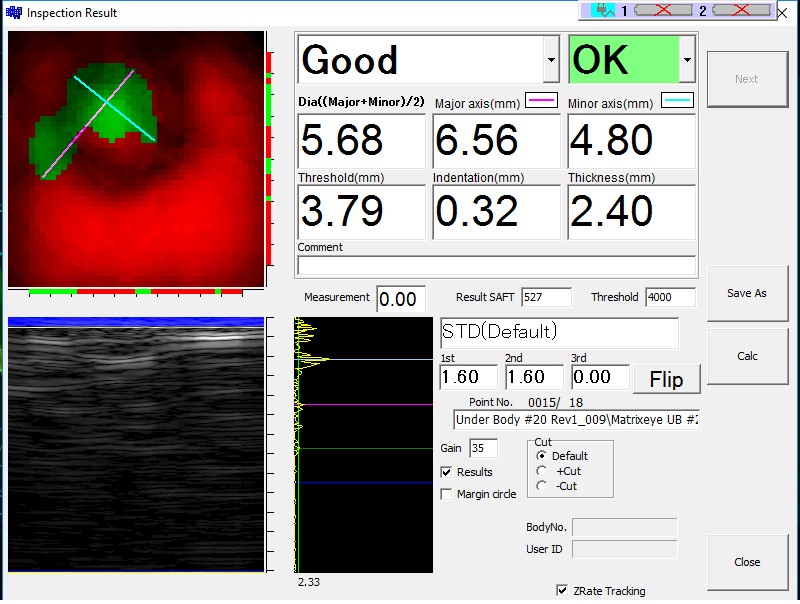 Inspection Result
1
2
Good
OK
Next
Dia((Major+Minor)/2)
Major axis(mm)
Minor axis(mm)
5.68
6.56
4.80
Threshold(mm)
Indentation(mm)
Thickness(mm)
3.79
0.32
2.40
Comment
Measurement
0.00
Result SAFT
527
Threshold
4000
Save As
STD(Default)
1st
2nd
3rd
1.60
1.60
0.00
Flip
Calc
Point No.
0015/ 18
Under Body #20 Rev1_009\Matrixeye UB #2
Gain
35
Cut
Default
+Cut
-Cut
Results
Margin circle
BodyNo.
User ID
Close
2.33
ZRate Tracking